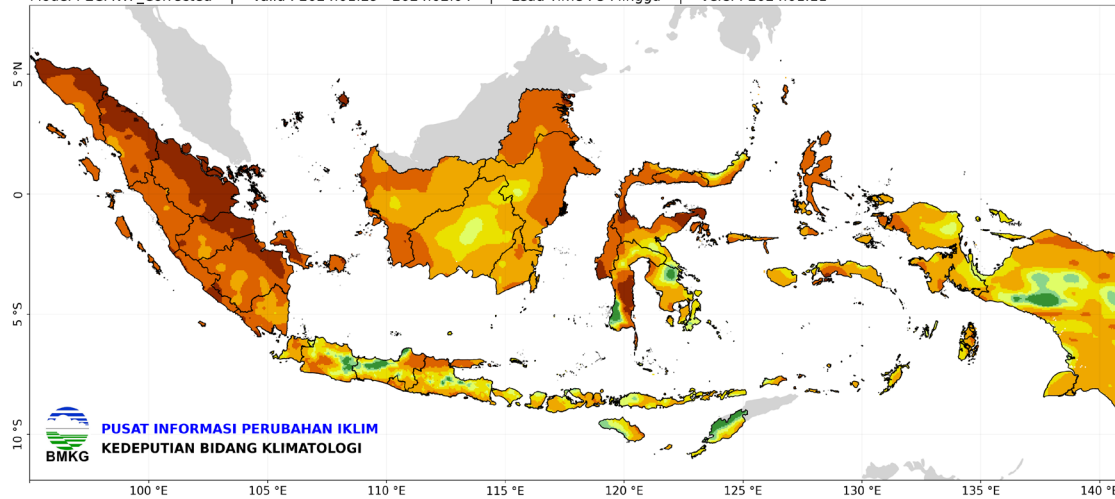 5 °N
0
5 °S
10 °S
PUSAT INFORMASI PERUBAHAN IKLIM
KEDEPUTIAN BIDANG KLIMATOLOGI
BMKG
100 °E 105 °E 110 °E 115 °E 120 °E 125 °E 130 °E 135 °E 140 °E